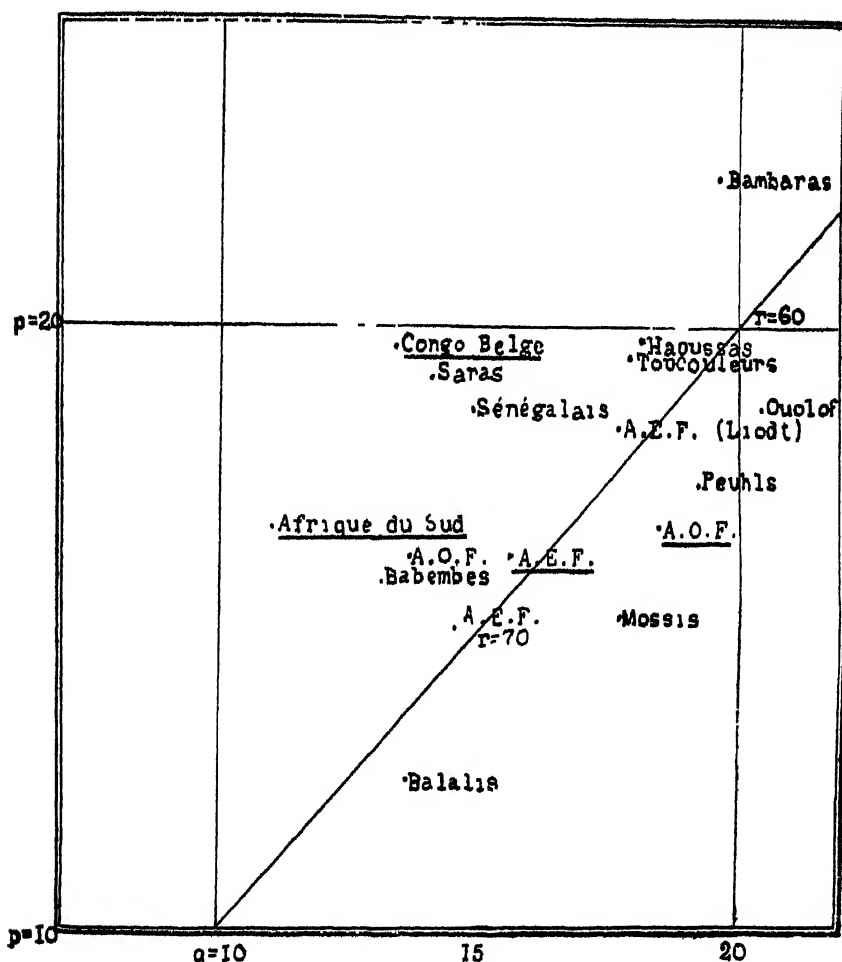 Bambaras
p=20
r=60
Congo Belge
Haoussas
Toucouleurs
Saras
Sénégalais
Ouolof
A.E.F. (Liodt)
Peuhls
Afrique du Sud
A.O.F.
A.O.F.
A.E.F.
Babembes
A.E.F.
r=70
Mossis
Balalis
p=10
q=10
15
20